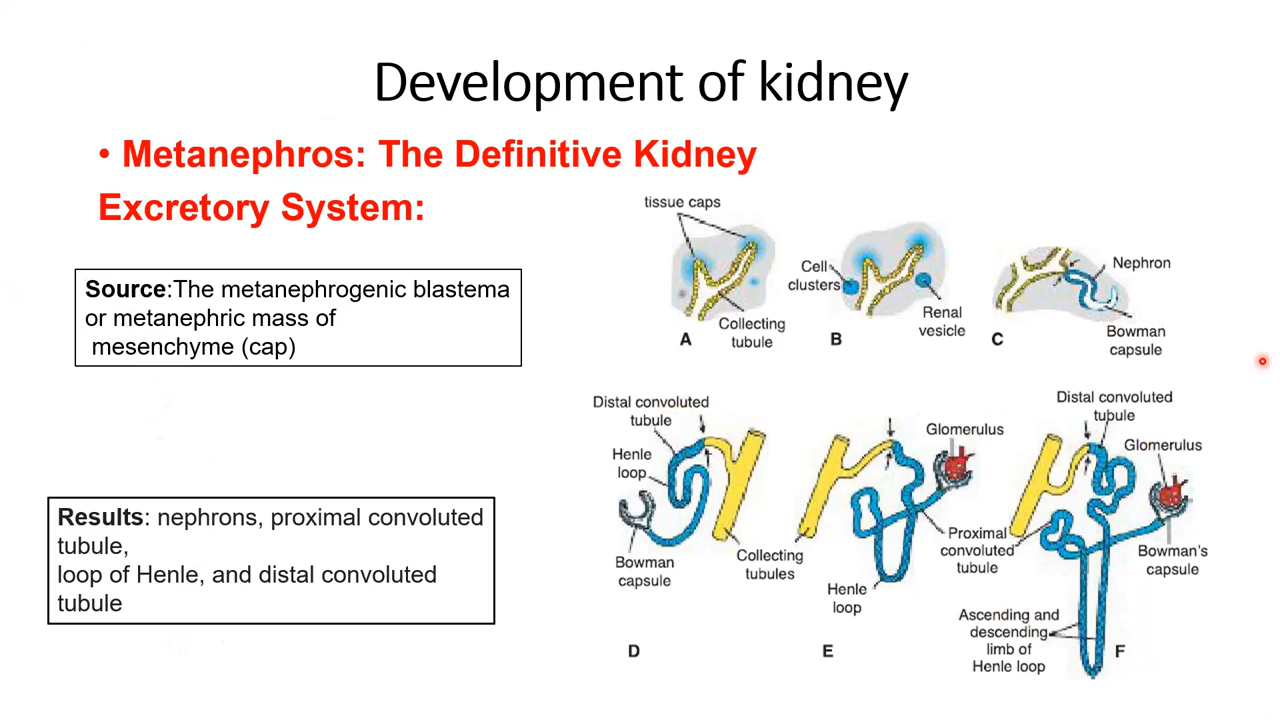 Development of kidney
• Metanephros: The Definitive Kidney
Excretory System:
Source:The metanephrogenic blastema
or metanephric mass of
mesenchyme (cap)
Results: nephrons, proximal convoluted
tubule,
loop of Henle, and distal convoluted
tubule
tissue caps
Collecting
tubule
A
Cell
clusters
Renal
vesicle
B
Nephron
Bowman
capsule
C
Distal convoluted
tubule
Henle
loop
Bowman
capsule
Collecting
tubules
D
Glomerulus
Proximal
convoluted
tubule
Henle
loop
E
Distal convoluted
tubule
Glomerulus
Bowman's
capsule
Ascending and
descending
limb of
Henle loop
F